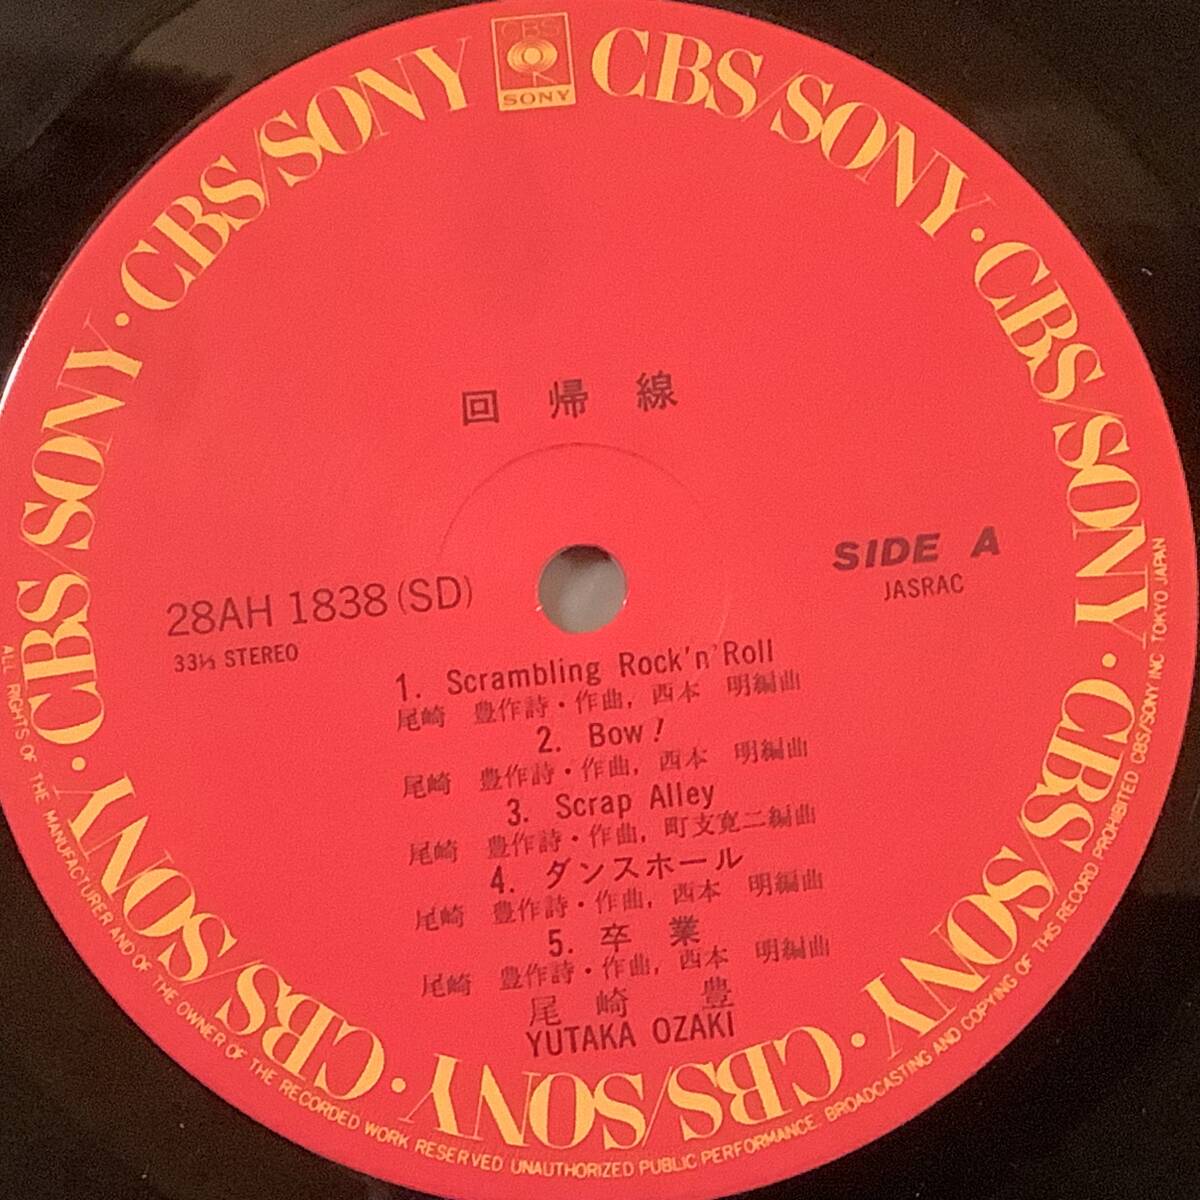 CBS
SONY
CBS/SONY · CBS/SONY · CBS/SONY · CBS/SONY · CBS/SONY · CBS/SONY · CBS/SONY · CBS/SONY
回帰線
28AH 1838 (SD)
33⅓ STEREO
SIDE A
JASRAC
1. Scrambling Rock'n'Roll
尾崎 豊作詩・作曲, 西本 明編曲
2. Bow!
尾崎 豊作詩・作曲, 西本 明編曲
3. Scrap Alley
尾崎 豊作詩・作曲, 町支寛二編曲
4. ダンスホール
尾崎 豊作詩・作曲, 西本 明編曲
5. 卒業
尾崎 豊作詩・作曲, 西本 明編曲
尾崎 豊
YUTAKA OZAKI
ALL RIGHTS OF THE MANUFACTURER AND OF THE OWNER OF THE RECORDED WORK RESERVED UNAUTHORIZED PUBLIC PERFORMANCE. BROADCASTING AND COPYING OF THIS RECORD PROHIBITED CBS/SONY INC TOKYO JAPAN